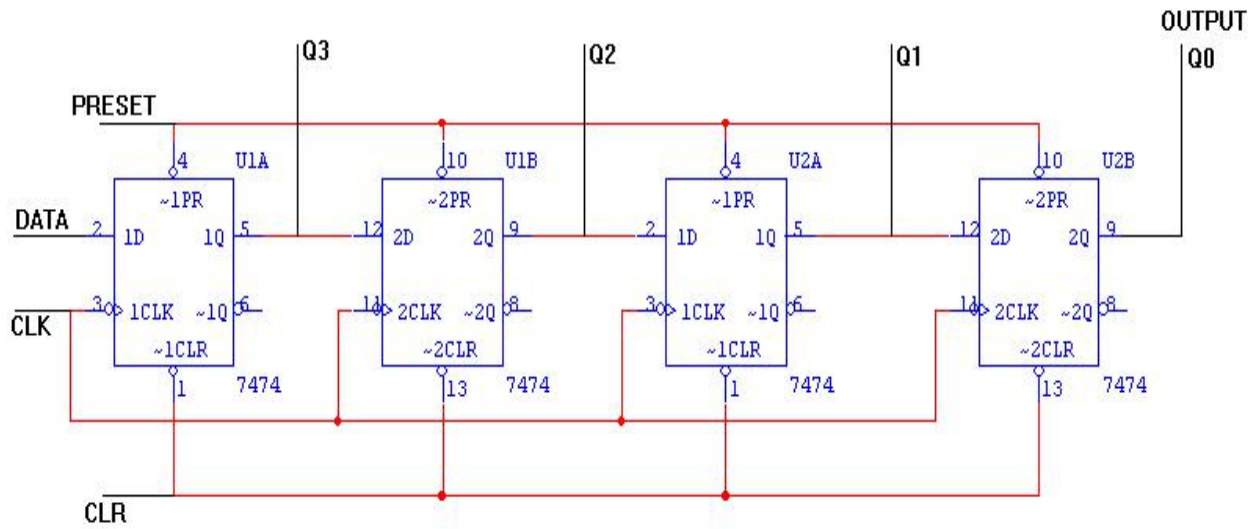 OUTPUT
Q3
Q2
Q1
Q0
PRESET
4 U1A
10 U1B
4 U2A
10 U2B
~1PR
~2PR
~1PR
~2PR
DATA
2 1D 1Q 5
12 2D 2Q 9
2 1D 1Q 5
12 2D 2Q 9
3 1CLK ~1Q 6
11 2CLK ~2Q 8
3 1CLK ~1Q 6
11 2CLK ~2Q 8
CLK
~1CLR
~2CLR
~1CLR
~2CLR
1 7474
13 7474
1 7474
13 7474
CLR